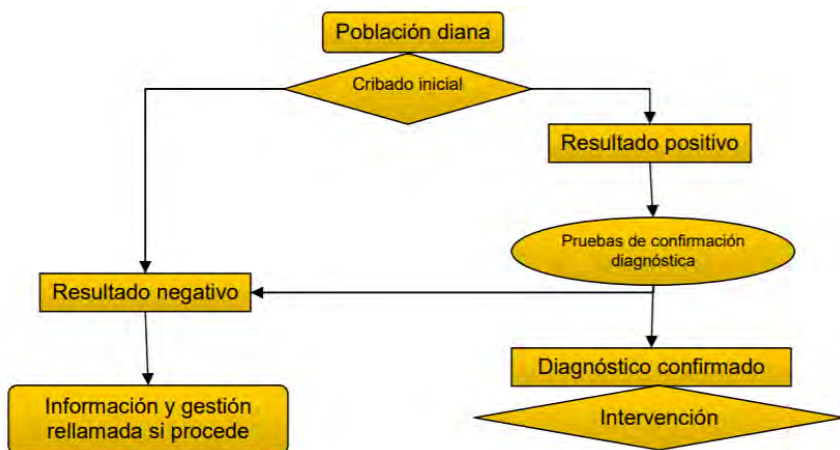 Población diana
Cribado inicial
Resultado positivo
Pruebas de confirmación
diagnóstica
Resultado negativo
Diagnóstico confirmado
Información y gestión
rellamada si procede
Intervención